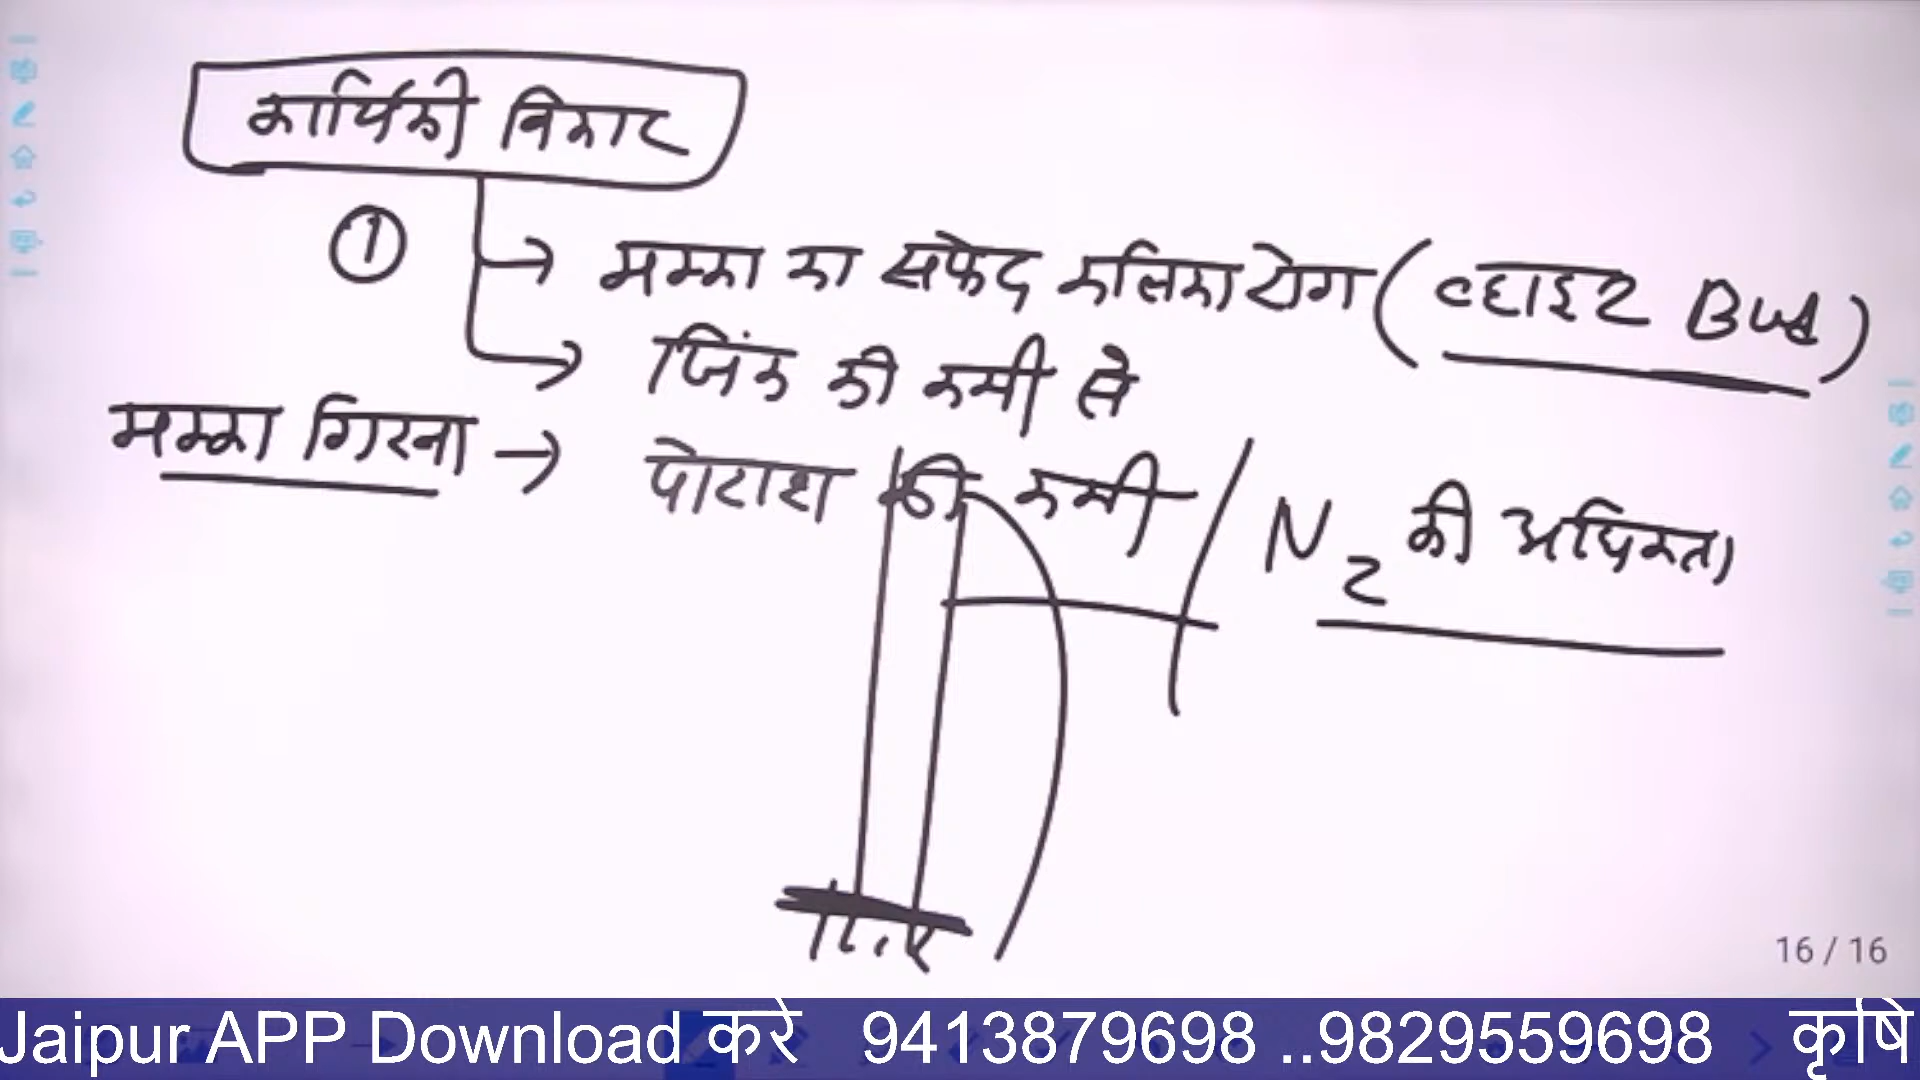 कार्यिकी विकार
① → मक्का का सफेद कलिका रोग (व्हाइट Bud)
→ जिंक की कमी से
मक्का गिरना → पोटाश की कमी / N2 की अधिकता
16 / 16
Jaipur APP Download करे 9413879698 ..9829559698 कृषि